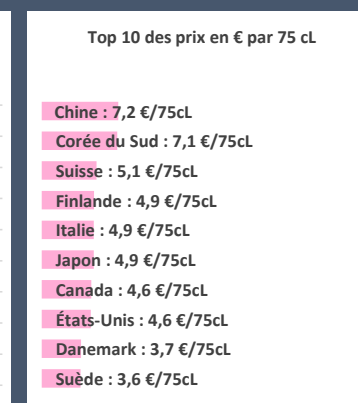 Top 10 des prix en € par 75 cL
Chine : 7,2 €/75cL
Corée du Sud : 7,1 €/75cL
Suisse : 5,1 €/75cL
Finlande : 4,9 €/75cL
Italie : 4,9 €/75cL
Japon : 4,9 €/75cL
Canada : 4,6 €/75cL
États-Unis : 4,6 €/75cL
Danemark : 3,7 €/75cL
Suède : 3,6 €/75cL